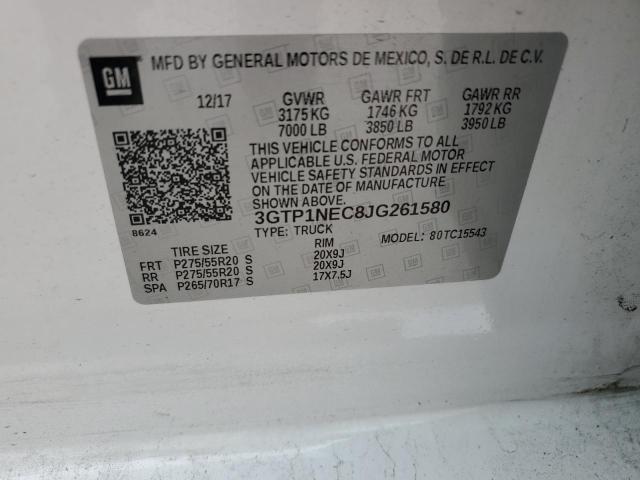 GM
MFD BY GENERAL MOTORS DE MEXICO, S. DE R.L. DE C.V.
12/17 GVWR GAWR FRT GAWR RR
3175 KG 1746 KG 1792 KG
7000 LB 3850 LB 3950 LB
THIS VEHICLE CONFORMS TO ALL
APPLICABLE U.S. FEDERAL MOTOR
VEHICLE SAFETY STANDARDS IN EFFECT
ON THE DATE OF MANUFACTURE
SHOWN ABOVE.
3GTP1NEC8JG261580
8624
TYPE: TRUCK MODEL: 80TC15543
TIRE SIZE RIM
FRT P275/55R20 S 20X9J
RR P275/55R20 S 20X9J
SPA P265/70R17 S 17X7.5J